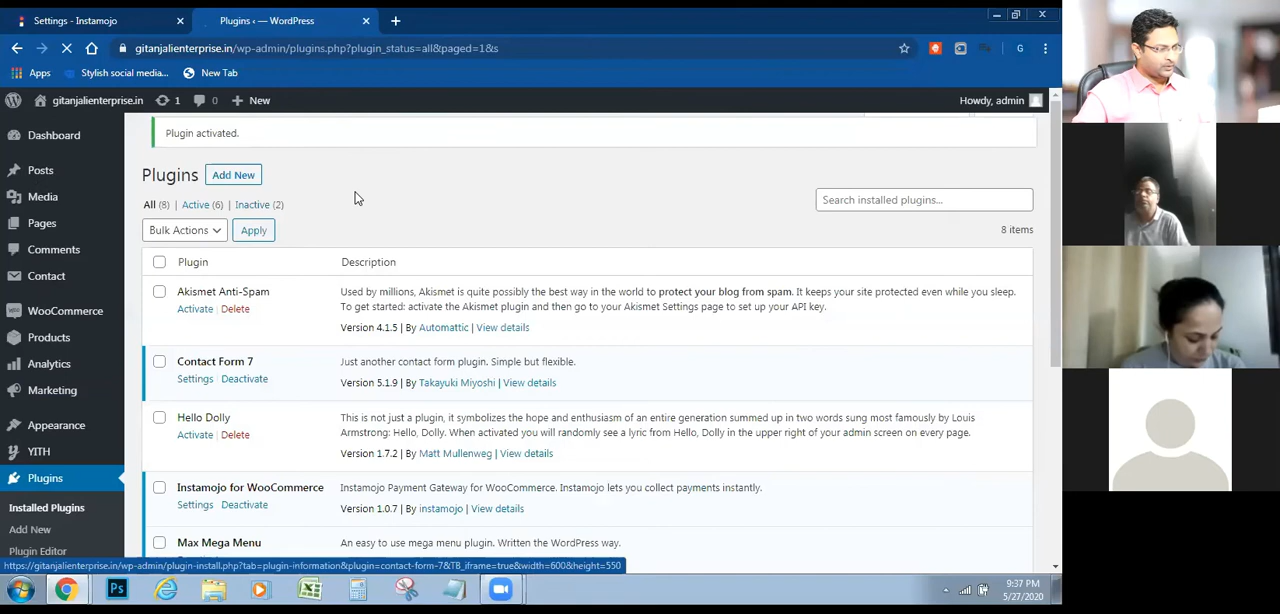 Settings - Instamojo
Plugins ‹ — WordPress
gitanjalienterprise.in/wp-admin/plugins.php?plugin_status=all&paged=1&s
G
Apps
Stylish social media...
New Tab
gitanjalienterprise.in
1
0
New
Howdy, admin
Dashboard
Posts
Media
Pages
Comments
Contact
WooCommerce
Products
Analytics
Marketing
Appearance
YITH
Plugins
Installed Plugins
Add New
Plugin Editor
Plugin activated.
Plugins
Add New
All (8) | Active (6) | Inactive (2)
Search installed plugins...
Bulk Actions
Apply
8 items
Plugin
Description
Akismet Anti-Spam
Activate Delete
Used by millions, Akismet is quite possibly the best way in the world to protect your blog from spam. It keeps your site protected even while you sleep.
To get started: activate the Akismet plugin and then go to your Akismet Settings page to set up your API key.
Version 4.1.5 | By Automattic | View details
Contact Form 7
Settings Deactivate
Just another contact form plugin. Simple but flexible.
Version 5.1.9 | By Takayuki Miyoshi | View details
Hello Dolly
Activate Delete
This is not just a plugin, it symbolizes the hope and enthusiasm of an entire generation summed up in two words sung most famously by Louis
Armstrong: Hello, Dolly. When activated you will randomly see a lyric from Hello, Dolly in the upper right of your admin screen on every page.
Version 1.7.2 | By Matt Mullenweg | View details
Instamojo for WooCommerce
Settings Deactivate
Instamojo Payment Gateway for WooCommerce. Instamojo lets you collect payments instantly.
Version 1.0.7 | By instamojo | View details
Max Mega Menu
An easy to use mega menu plugin. Written the WordPress way.
https://gitanjalienterprise.in/wp-admin/plugin-install.php?tab=plugin-information&plugin=contact-form-7&TB_iframe=true&width=600&height=550
Ps
9:37 PM
5/27/2020